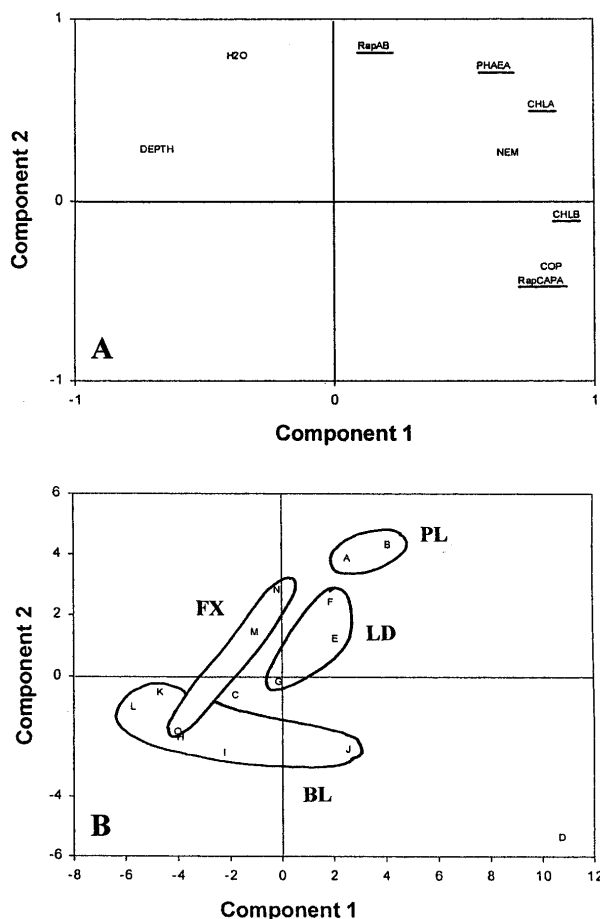 1
RapAB
H2O
PHAEA
CHLA
DEPTH
NEM
Component 2
0
CHLB
COP
RapCAPA
A
-1
-1
0
1
Component 1
6
PL
B
A
4
N
FX
F
2
M
LD
E
Component 2
0
G
K
C
L
O
H
-2
I
J
BL
-4
B
D
-6
-8
-6
-4
-2
0
2
4
6
8
10
12
Component 1